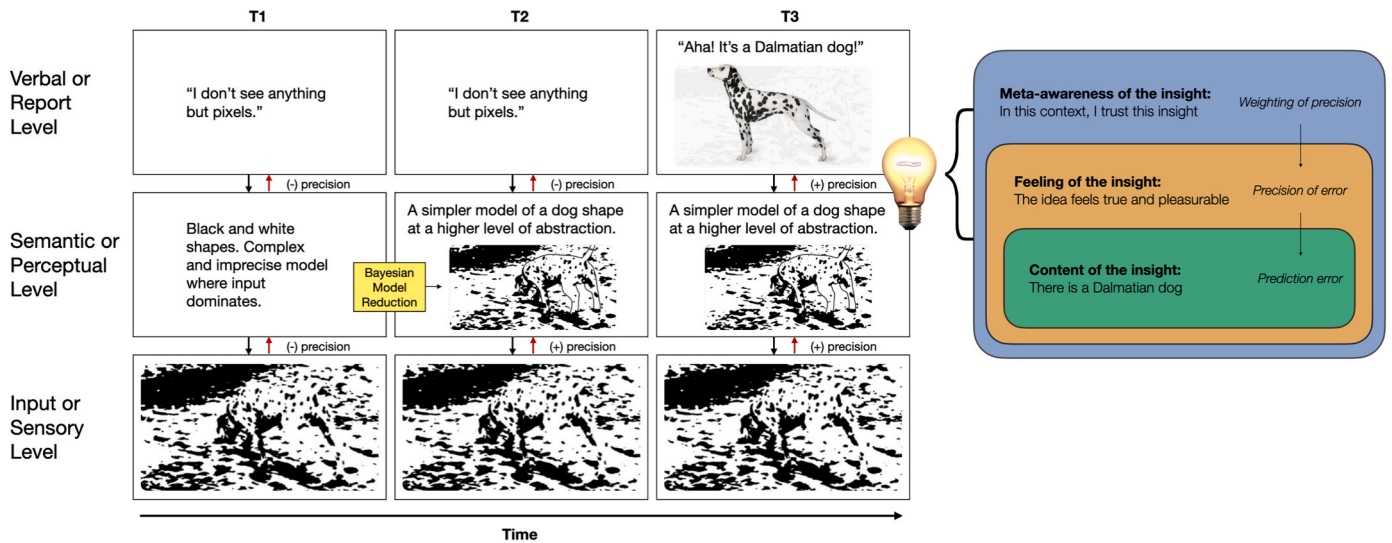 T1
T2
T3
Verbal or
Report
Level
“I don’t see anything
but pixels.”
“I don’t see anything
but pixels.”
“Aha! It’s a Dalmatian dog!”
(-) precision
(-) precision
(+) precision
Semantic or
Perceptual
Level
Black and white
shapes. Complex
and imprecise model
where input
dominates.
Bayesian
Model
Reduction
A simpler model of a dog shape
at a higher level of abstraction.
A simpler model of a dog shape
at a higher level of abstraction.
(-) precision
(+) precision
(+) precision
Input or
Sensory
Level
Time
Meta-awareness of the insight:
In this context, I trust this insight
Weighting of precision
Feeling of the insight:
The idea feels true and pleasurable
Precision of error
Content of the insight:
There is a Dalmatian dog
Prediction error